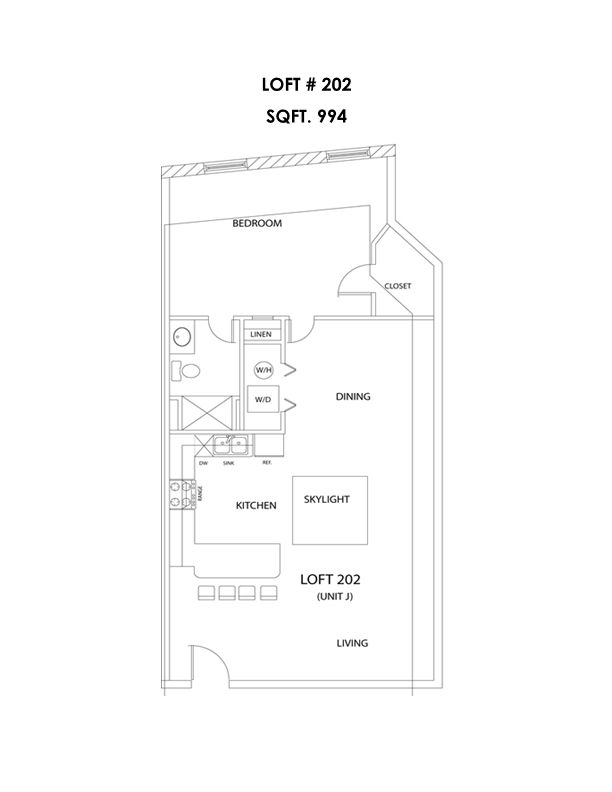 LOFT # 202
SQFT. 994
BEDROOM
CLOSET
LINEN
W/H
W/D
DINING
DW
SINK
REF.
RANGE
KITCHEN
SKYLIGHT
LOFT 202
(UNIT J)
LIVING